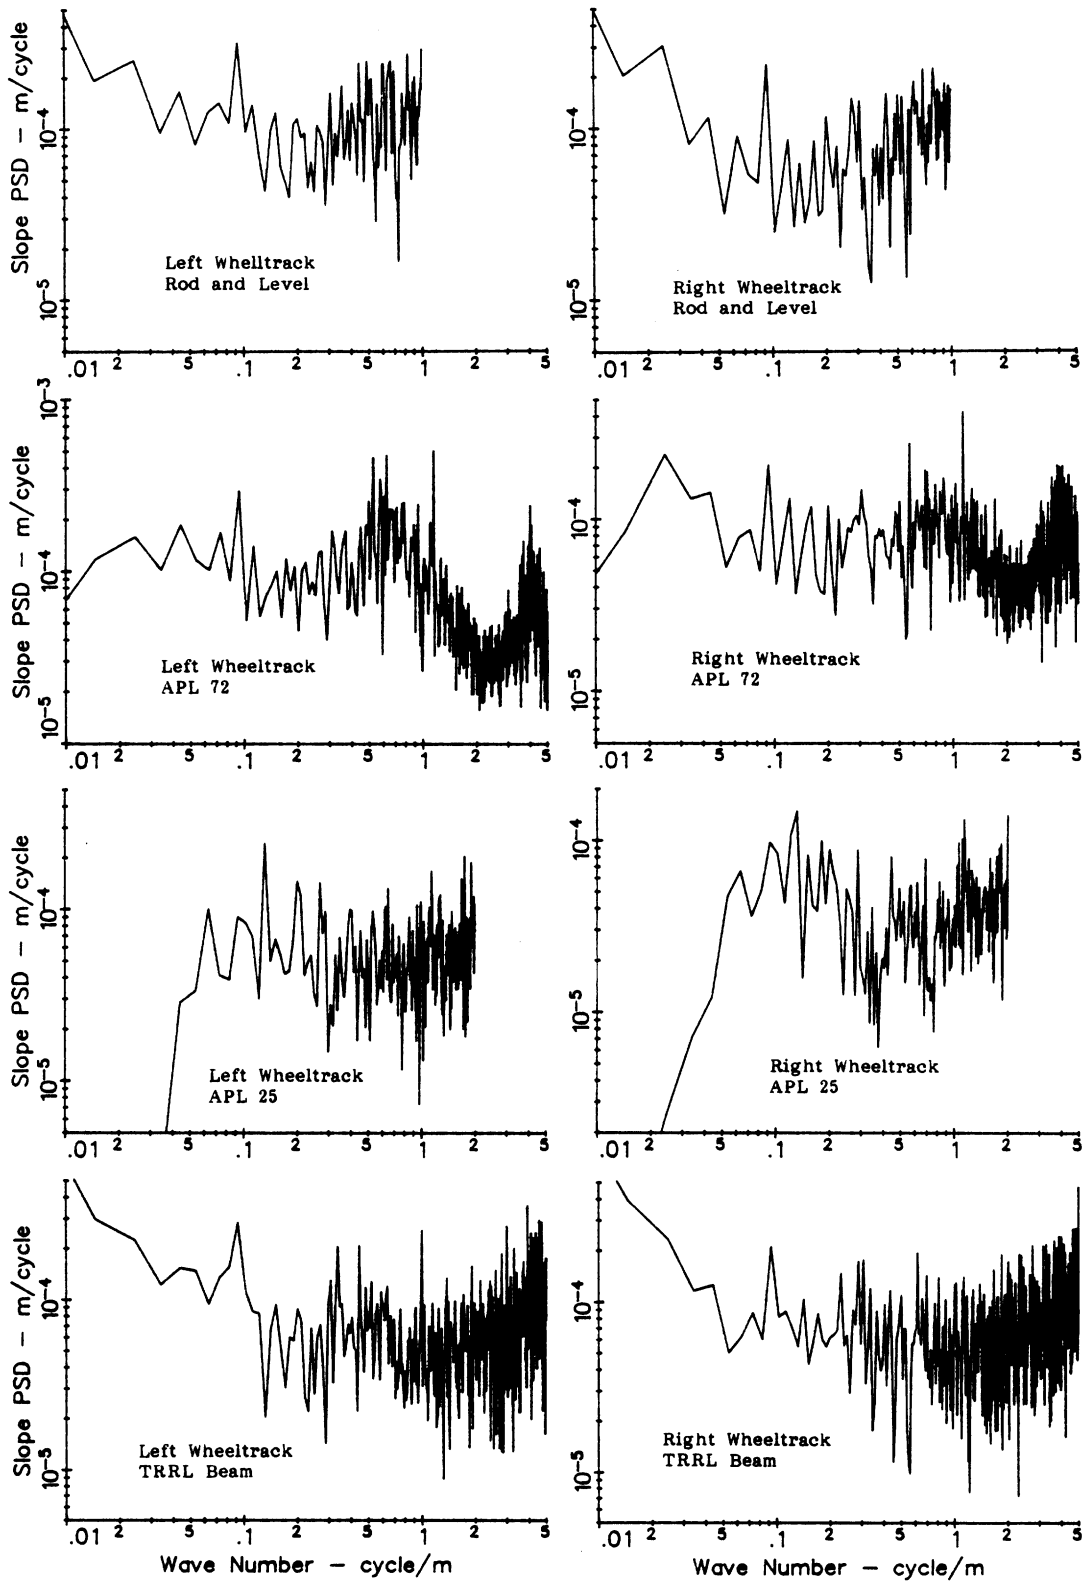 Slope PSD – m/cycle
10⁻⁴
10⁻⁵
Left Whelltrack
Rod and Level
.01 2 5 .1 2 5 1 2 5
10⁻⁴
10⁻⁵
Right Wheeltrack
Rod and Level
.01 2 5 .1 2 5 1 2 5
Slope PSD – m/cycle
10⁻³
10⁻⁴
10⁻⁵
Left Wheeltrack
APL 72
.01 2 5 .1 2 5 1 2 5
10⁻⁴
10⁻⁵
Right Wheeltrack
APL 72
.01 2 5 .1 2 5 1 2 5
Slope PSD – m/cycle
10⁻⁴
10⁻⁵
Left Wheeltrack
APL 25
.01 2 5 .1 2 5 1 2 5
10⁻⁴
10⁻⁵
Right Wheeltrack
APL 25
.01 2 5 .1 2 5 1 2 5
Slope PSD – m/cycle
10⁻⁴
10⁻⁵
Left Wheeltrack
TRRL Beam
.01 2 5 .1 2 5 1 2 5
Wave Number – cycle/m
10⁻⁴
10⁻⁵
Right Wheeltrack
TRRL Beam
.01 2 5 .1 2 5 1 2 5
Wave Number – cycle/m